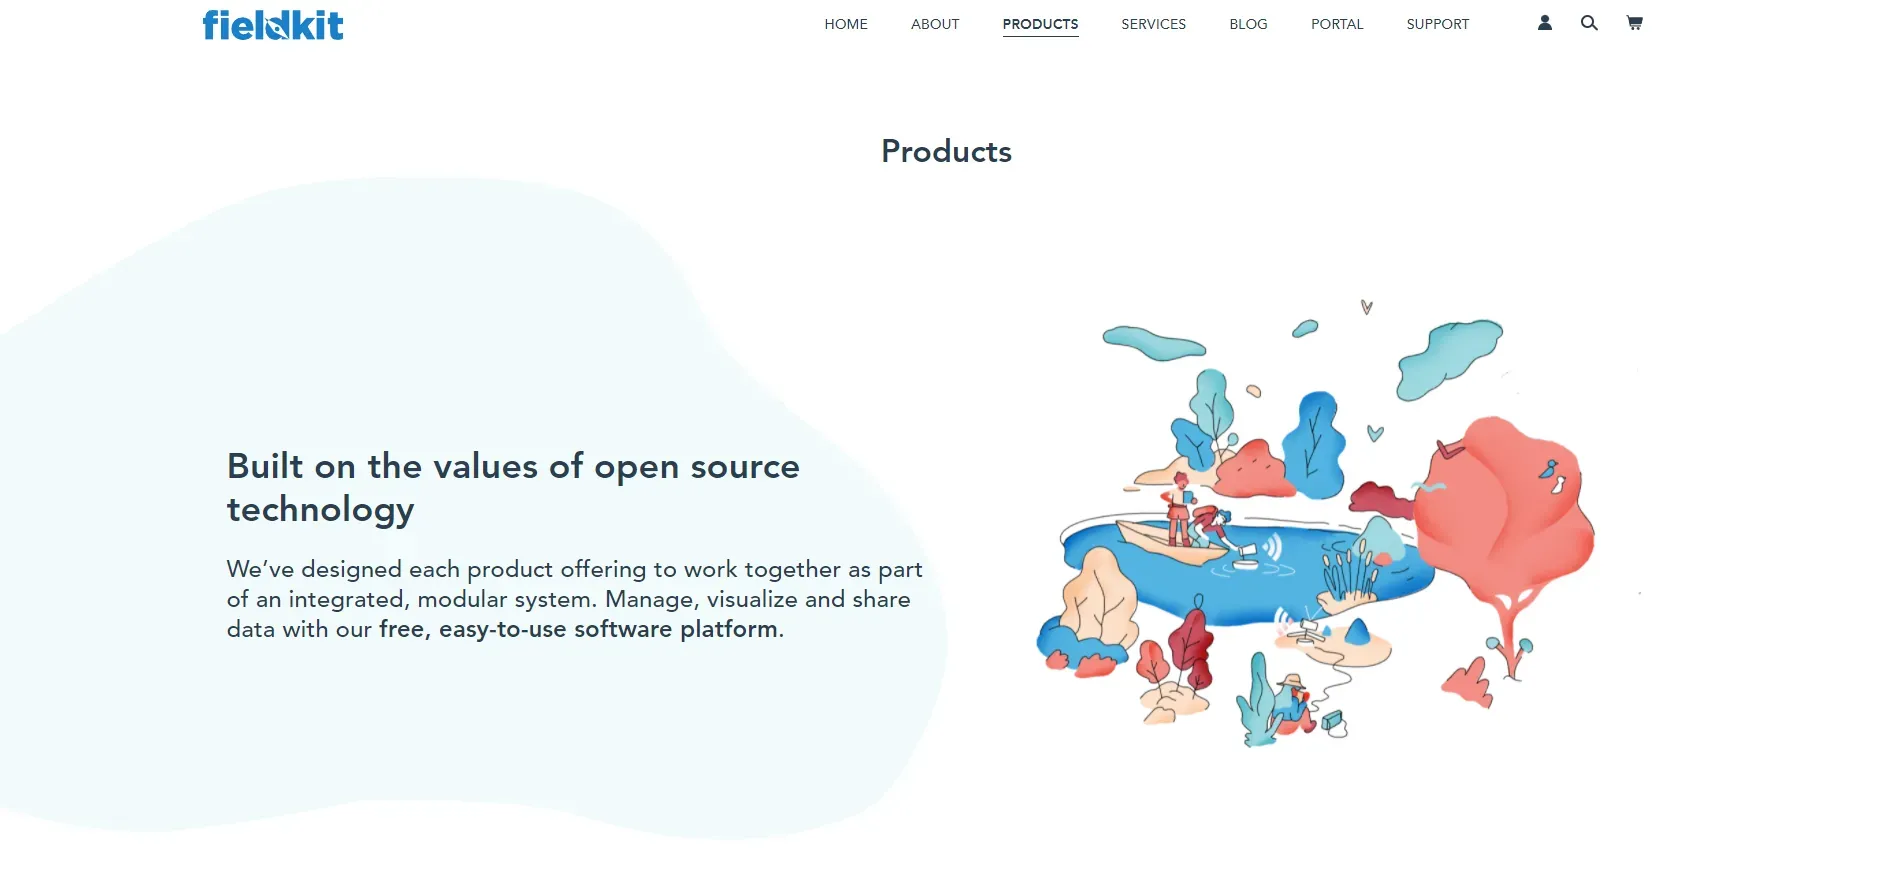 fieldkit
HOME ABOUT PRODUCTS SERVICES BLOG PORTAL SUPPORT
Products
Built on the values of open source
technology
We’ve designed each product offering to work together as part
of an integrated, modular system. Manage, visualize and share
data with our free, easy-to-use software platform.